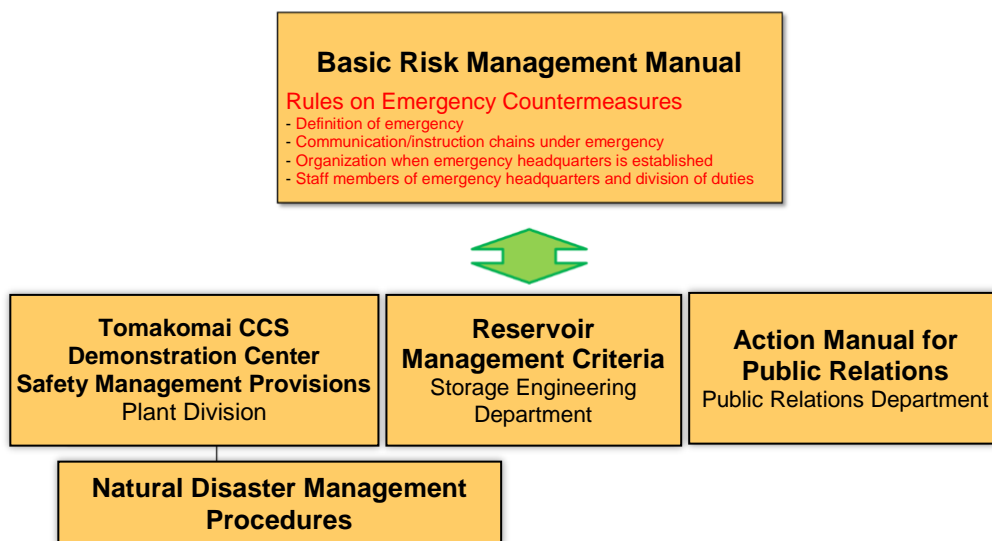 Basic Risk Management Manual
Rules on Emergency Countermeasures
- Definition of emergency
- Communication/instruction chains under emergency
- Organization when emergency headquarters is established
- Staff members of emergency headquarters and division of duties
Tomakomai CCS
Demonstration Center
Safety Management Provisions
Plant Division
Reservoir
Management Criteria
Storage Engineering
Department
Action Manual for
Public Relations
Public Relations Department
Natural Disaster Management
Procedures